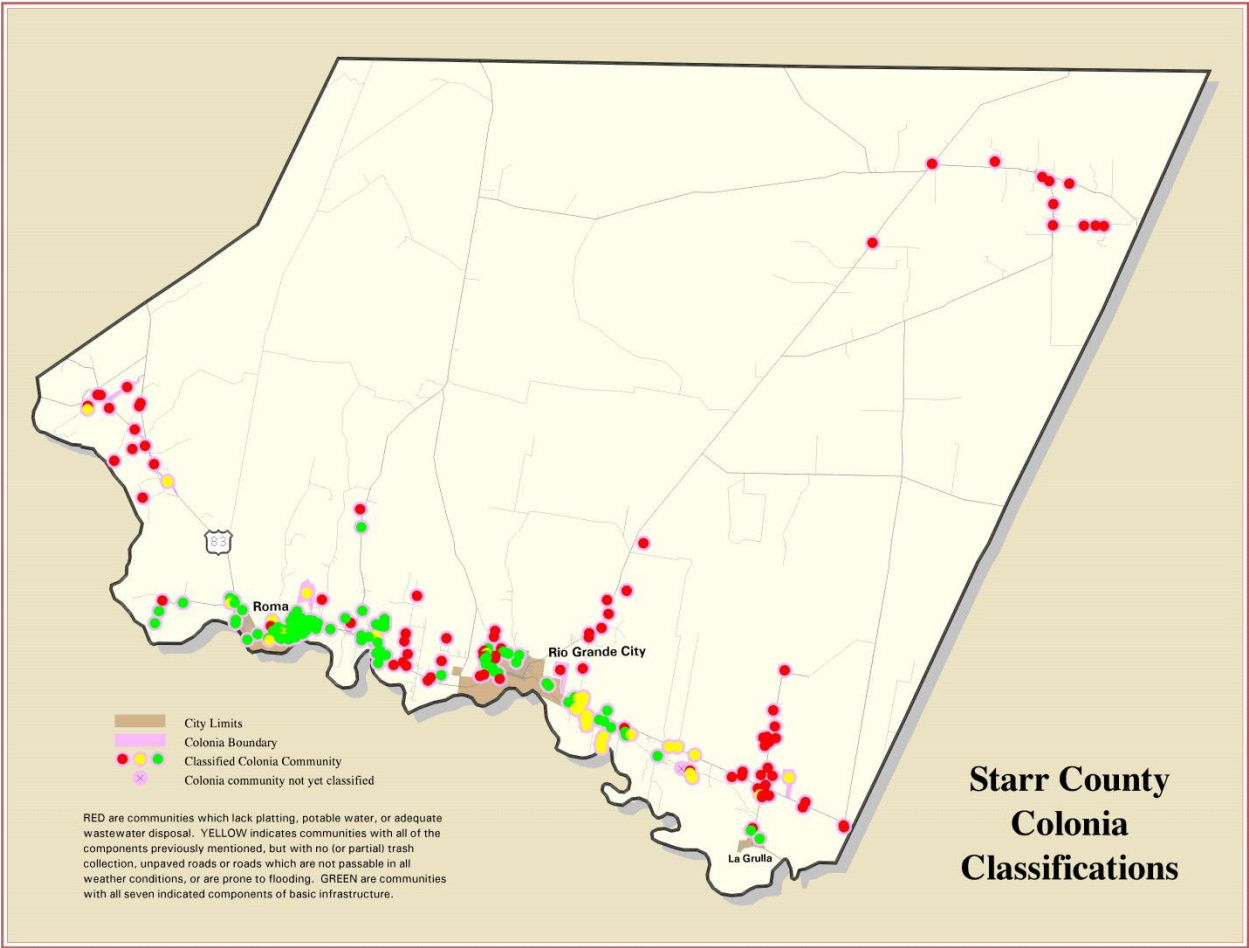 83
Roma
Rio Grande City
City Limits
Colonia Boundary
Classified Colonia Community
Colonia community not yet classified
RED are communities which lack platting, potable water, or adequate
wastewater disposal.  YELLOW indicates communities with all of the
components previously mentioned, but with no (or partial) trash
collection, unpaved roads or roads which are not passable in all
weather conditions, or are prone to flooding.  GREEN are communities
with all seven indicated components of basic infrastructure.
La Grulla
Starr County
Colonia
Classifications